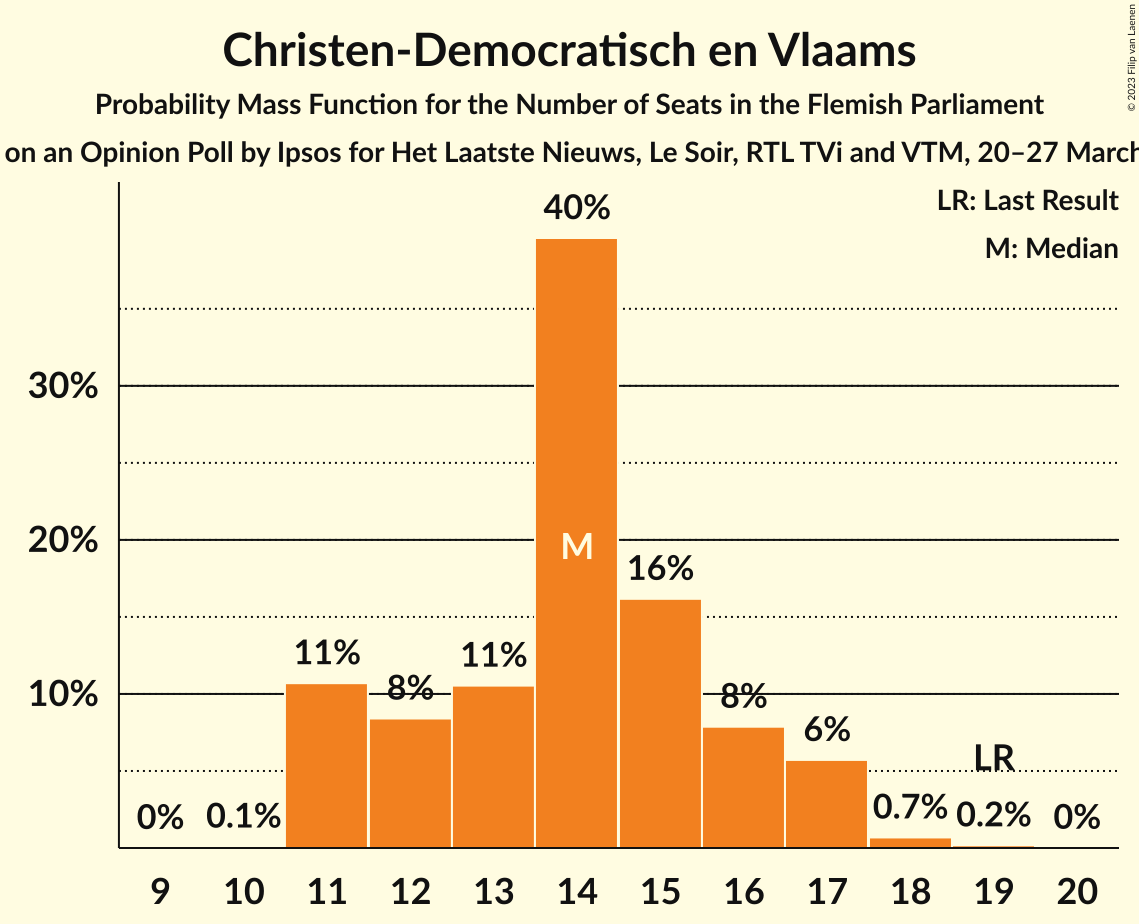 Christen-Democratisch en Vlaams
Probability Mass Function for the Number of Seats in the Flemish Parliament
on an Opinion Poll by Ipsos for Het Laatste Nieuws, Le Soir, RTL TVi and VTM, 20–27 March
© 2023 Filip van Laenen
LR: Last Result
M: Median
40%
30%
20%
10%
M
16%
11%
8%
11%
8%
6%
LR
0%
0.1%
0.7%
0.2%
0%
9 10 11 12 13 14 15 16 17 18 19 20